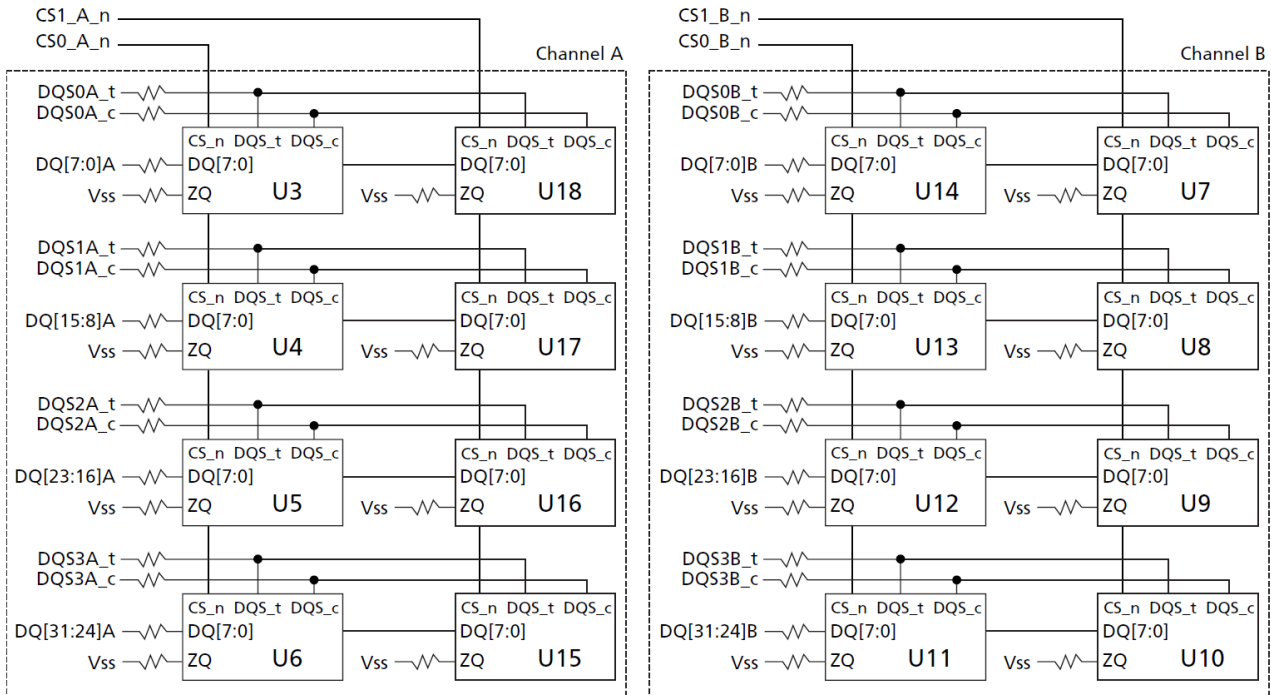 CS1_A_n
CS0_A_n
Channel A
DQS0A_t
DQS0A_c
CS_n DQS_t DQS_c
DQ[7:0]A
DQ[7:0]
Vss
ZQ
U3
CS_n DQS_t DQS_c
DQ[7:0]
Vss
ZQ
U18
DQS1A_t
DQS1A_c
CS_n DQS_t DQS_c
DQ[15:8]A
DQ[7:0]
Vss
ZQ
U4
CS_n DQS_t DQS_c
DQ[7:0]
Vss
ZQ
U17
DQS2A_t
DQS2A_c
CS_n DQS_t DQS_c
DQ[23:16]A
DQ[7:0]
Vss
ZQ
U5
CS_n DQS_t DQS_c
DQ[7:0]
Vss
ZQ
U16
DQS3A_t
DQS3A_c
CS_n DQS_t DQS_c
DQ[31:24]A
DQ[7:0]
Vss
ZQ
U6
CS_n DQS_t DQS_c
DQ[7:0]
Vss
ZQ
U15
CS1_B_n
CS0_B_n
Channel B
DQS0B_t
DQS0B_c
CS_n DQS_t DQS_c
DQ[7:0]B
DQ[7:0]
Vss
ZQ
U14
CS_n DQS_t DQS_c
DQ[7:0]
Vss
ZQ
U7
DQS1B_t
DQS1B_c
CS_n DQS_t DQS_c
DQ[15:8]B
DQ[7:0]
Vss
ZQ
U13
CS_n DQS_t DQS_c
DQ[7:0]
Vss
ZQ
U8
DQS2B_t
DQS2B_c
CS_n DQS_t DQS_c
DQ[23:16]B
DQ[7:0]
Vss
ZQ
U12
CS_n DQS_t DQS_c
DQ[7:0]
Vss
ZQ
U9
DQS3B_t
DQS3B_c
CS_n DQS_t DQS_c
DQ[31:24]B
DQ[7:0]
Vss
ZQ
U11
CS_n DQS_t DQS_c
DQ[7:0]
Vss
ZQ
U10